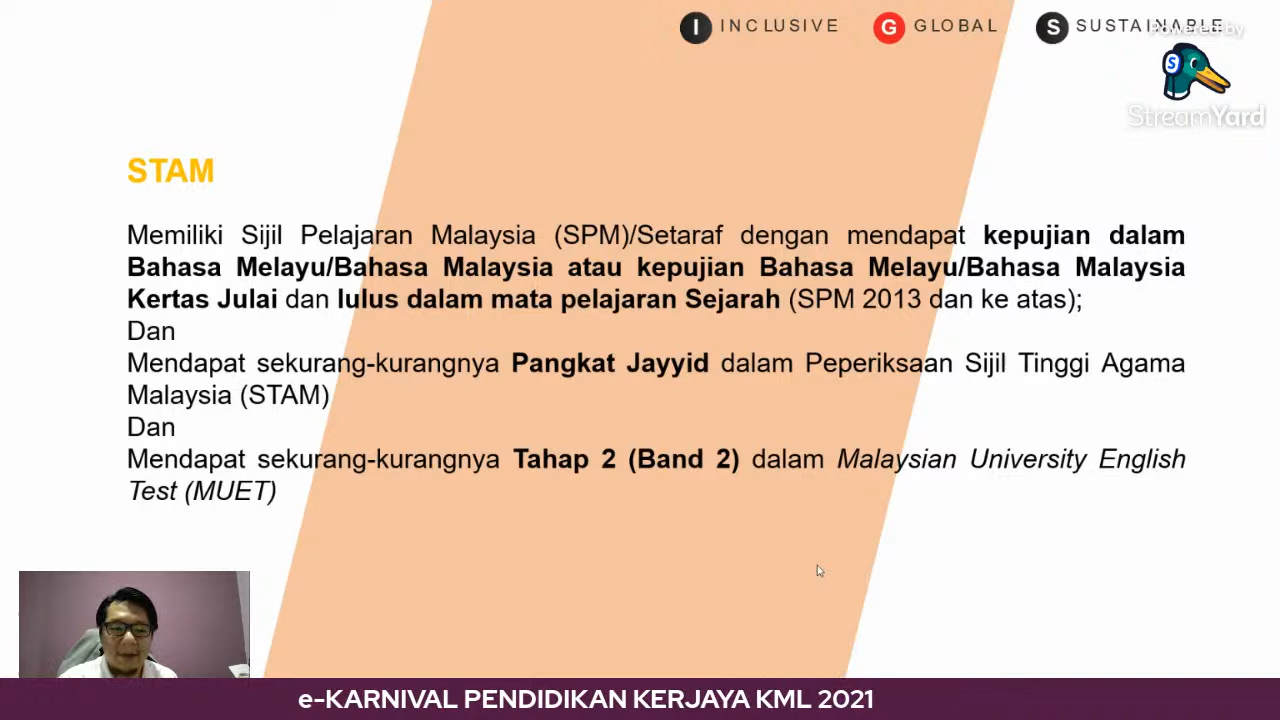 I INCLUSIVE G GLOBAL S SUSTAINABLE
Powered by
S
StreamYard
STAM
Memiliki Sijil Pelajaran Malaysia (SPM)/Setaraf dengan mendapat kepujian dalam
Bahasa Melayu/Bahasa Malaysia atau kepujian Bahasa Melayu/Bahasa Malaysia
Kertas Julai dan lulus dalam mata pelajaran Sejarah (SPM 2013 dan ke atas);
Dan
Mendapat sekurang-kurangnya Pangkat Jayyid dalam Peperiksaan Sijil Tinggi Agama
Malaysia (STAM)
Dan
Mendapat sekurang-kurangnya Tahap 2 (Band 2) dalam Malaysian University English
Test (MUET)
e-KARNIVAL PENDIDIKAN KERJAYA KML 2021